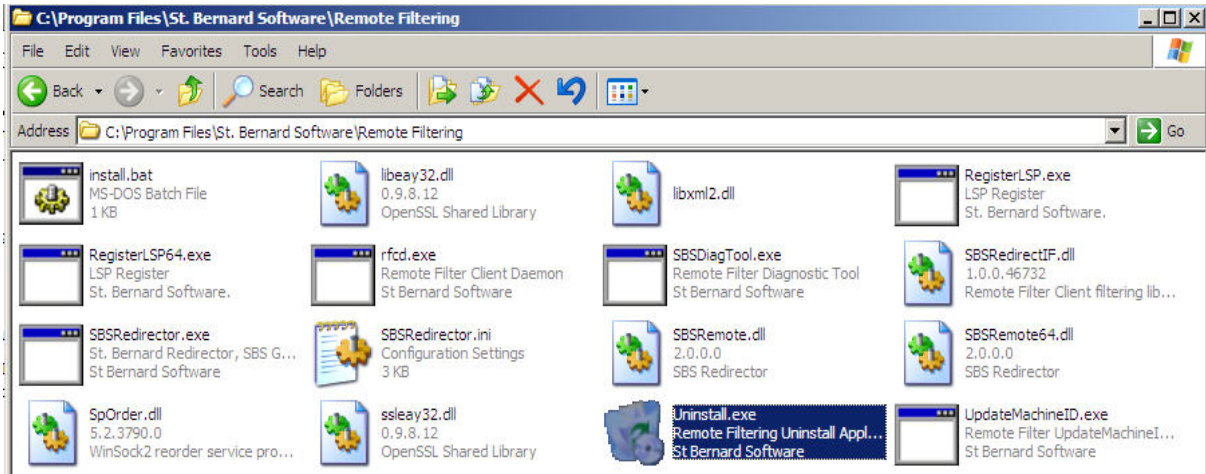 C:\Program Files\St. Bernard Software\Remote Filtering
File Edit View Favorites Tools Help
Back Search Folders
Address C:\Program Files\St. Bernard Software\Remote Filtering Go
install.bat
MS-DOS Batch File
1 KB
libeay32.dll
0.9.8.12
OpenSSL Shared Library
libxml2.dll
RegisterLSP.exe
LSP Register
St. Bernard Software.
RegisterLSP64.exe
LSP Register
St. Bernard Software.
rfcd.exe
Remote Filter Client Daemon
St Bernard Software
SBSDiagTool.exe
Remote Filter Diagnostic Tool
St Bernard Software
SBSRedirectIF.dll
1.0.0.46732
Remote Filter Client filtering lib...
SBSRedirector.exe
St. Bernard Redirector, SBS G...
St Bernard Software
SBSRedirector.ini
Configuration Settings
3 KB
SBSRemote.dll
2.0.0.0
SBS Redirector
SBSRemote64.dll
2.0.0.0
SBS Redirector
SpOrder.dll
5.2.3790.0
WinSock2 reorder service pro...
ssleay32.dll
0.9.8.12
OpenSSL Shared Library
Uninstall.exe
Remote Filtering Uninstall Appl...
St Bernard Software
UpdateMachineID.exe
Remote Filter UpdateMachineI...
St Bernard Software